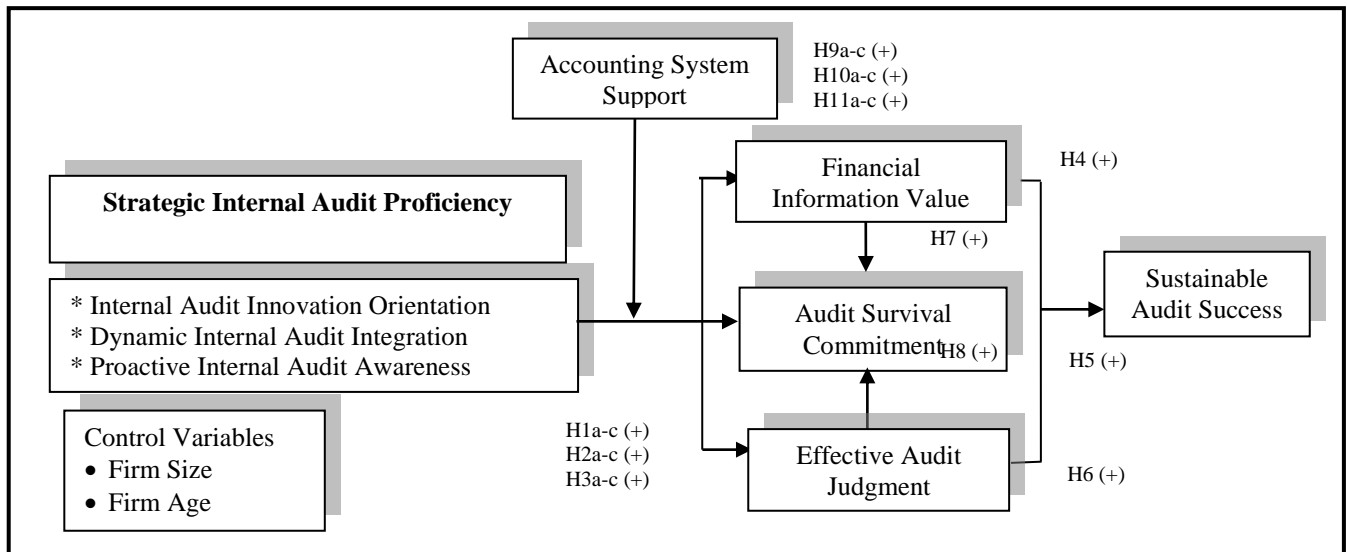 Accounting System
Support
H9a-c (+)
H10a-c (+)
H11a-c (+)
Financial
Information Value
H4 (+)
Strategic Internal Audit Proficiency
H7 (+)
* Internal Audit Innovation Orientation
* Dynamic Internal Audit Integration
* Proactive Internal Audit Awareness
Audit Survival
Commitment
H8 (+)
Sustainable
Audit Success
H5 (+)
Control Variables
• Firm Size
• Firm Age
H1a-c (+)
H2a-c (+)
H3a-c (+)
Effective Audit
Judgment
H6 (+)